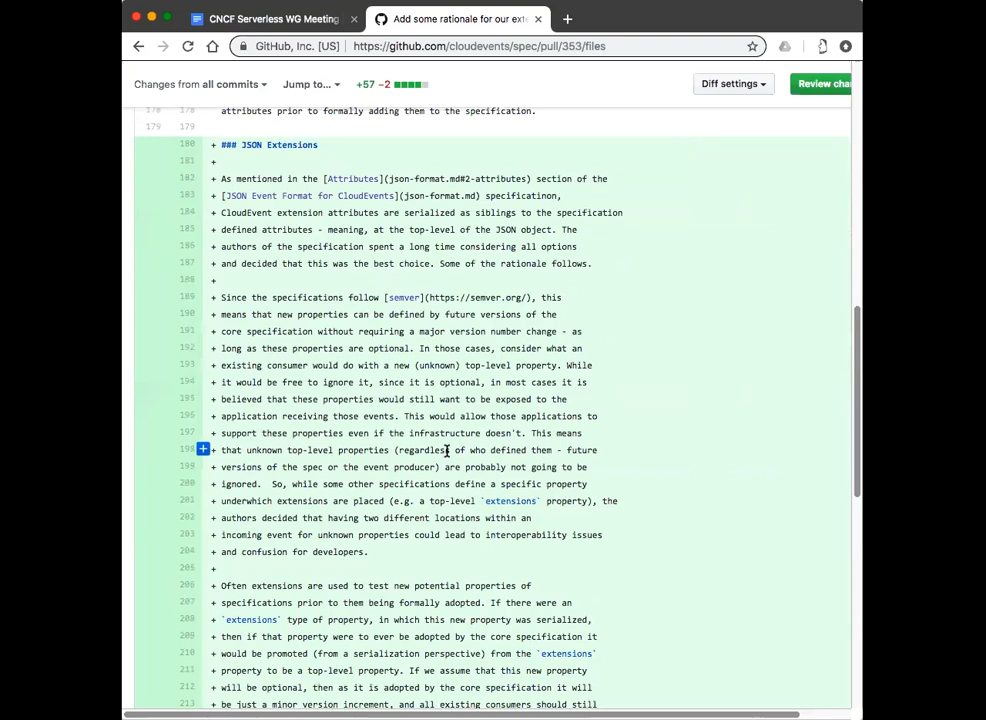 CNCF Serverless WG Meeting
Add some rationale for our exte
GitHub, Inc. [US] https://github.com/cloudevents/spec/pull/353/files
Changes from all commits Jump to... +57 −2
Diff settings Review cha
178 178 attributes prior to formally adding them to the specification.
179 179
180 + ### JSON Extensions
181 +
182 + As mentioned in the [Attributes](json-format.md#2-attributes) section of the
183 + [JSON Event Format for CloudEvents](json-format.md) specificatinon,
184 + CloudEvent extension attributes are serialized as siblings to the specification
185 + defined attributes - meaning, at the top-level of the JSON object. The
186 + authors of the specification spent a long time considering all options
187 + and decided that this was the best choice. Some of the rationale follows.
188 +
189 + Since the specifications follow [semver](https://semver.org/), this
190 + means that new properties can be defined by future versions of the
191 + core specification without requiring a major version number change - as
192 + long as these properties are optional. In those cases, consider what an
193 + existing consumer would do with a new (unknown) top-level property. While
194 + it would be free to ignore it, since it is optional, in most cases it is
195 + believed that these properties would still want to be exposed to the
196 + application receiving those events. This would allow those applications to
197 + support these properties even if the infrastructure doesn't. This means
198 + that unknown top-level properties (regardless of who defined them - future
199 + versions of the spec or the event producer) are probably not going to be
200 + ignored.  So, while some other specifications define a specific property
201 + underwhich extensions are placed (e.g. a top-level `extensions` property), the
202 + authors decided that having two different locations within an
203 + incoming event for unknown properties could lead to interoperability issues
204 + and confusion for developers.
205 +
206 + Often extensions are used to test new potential properties of
207 + specifications prior to them being formally adopted. If there were an
208 + `extensions` type of property, in which this new property was serialized,
209 + then if that property were to ever be adopted by the core specification it
210 + would be promoted (from a serialization perspective) from the `extensions`
211 + property to be a top-level property. If we assume that this new property
212 + will be optional, then as it is adopted by the core specification it will
213 + be just a minor version increment, and all existing consumers should still